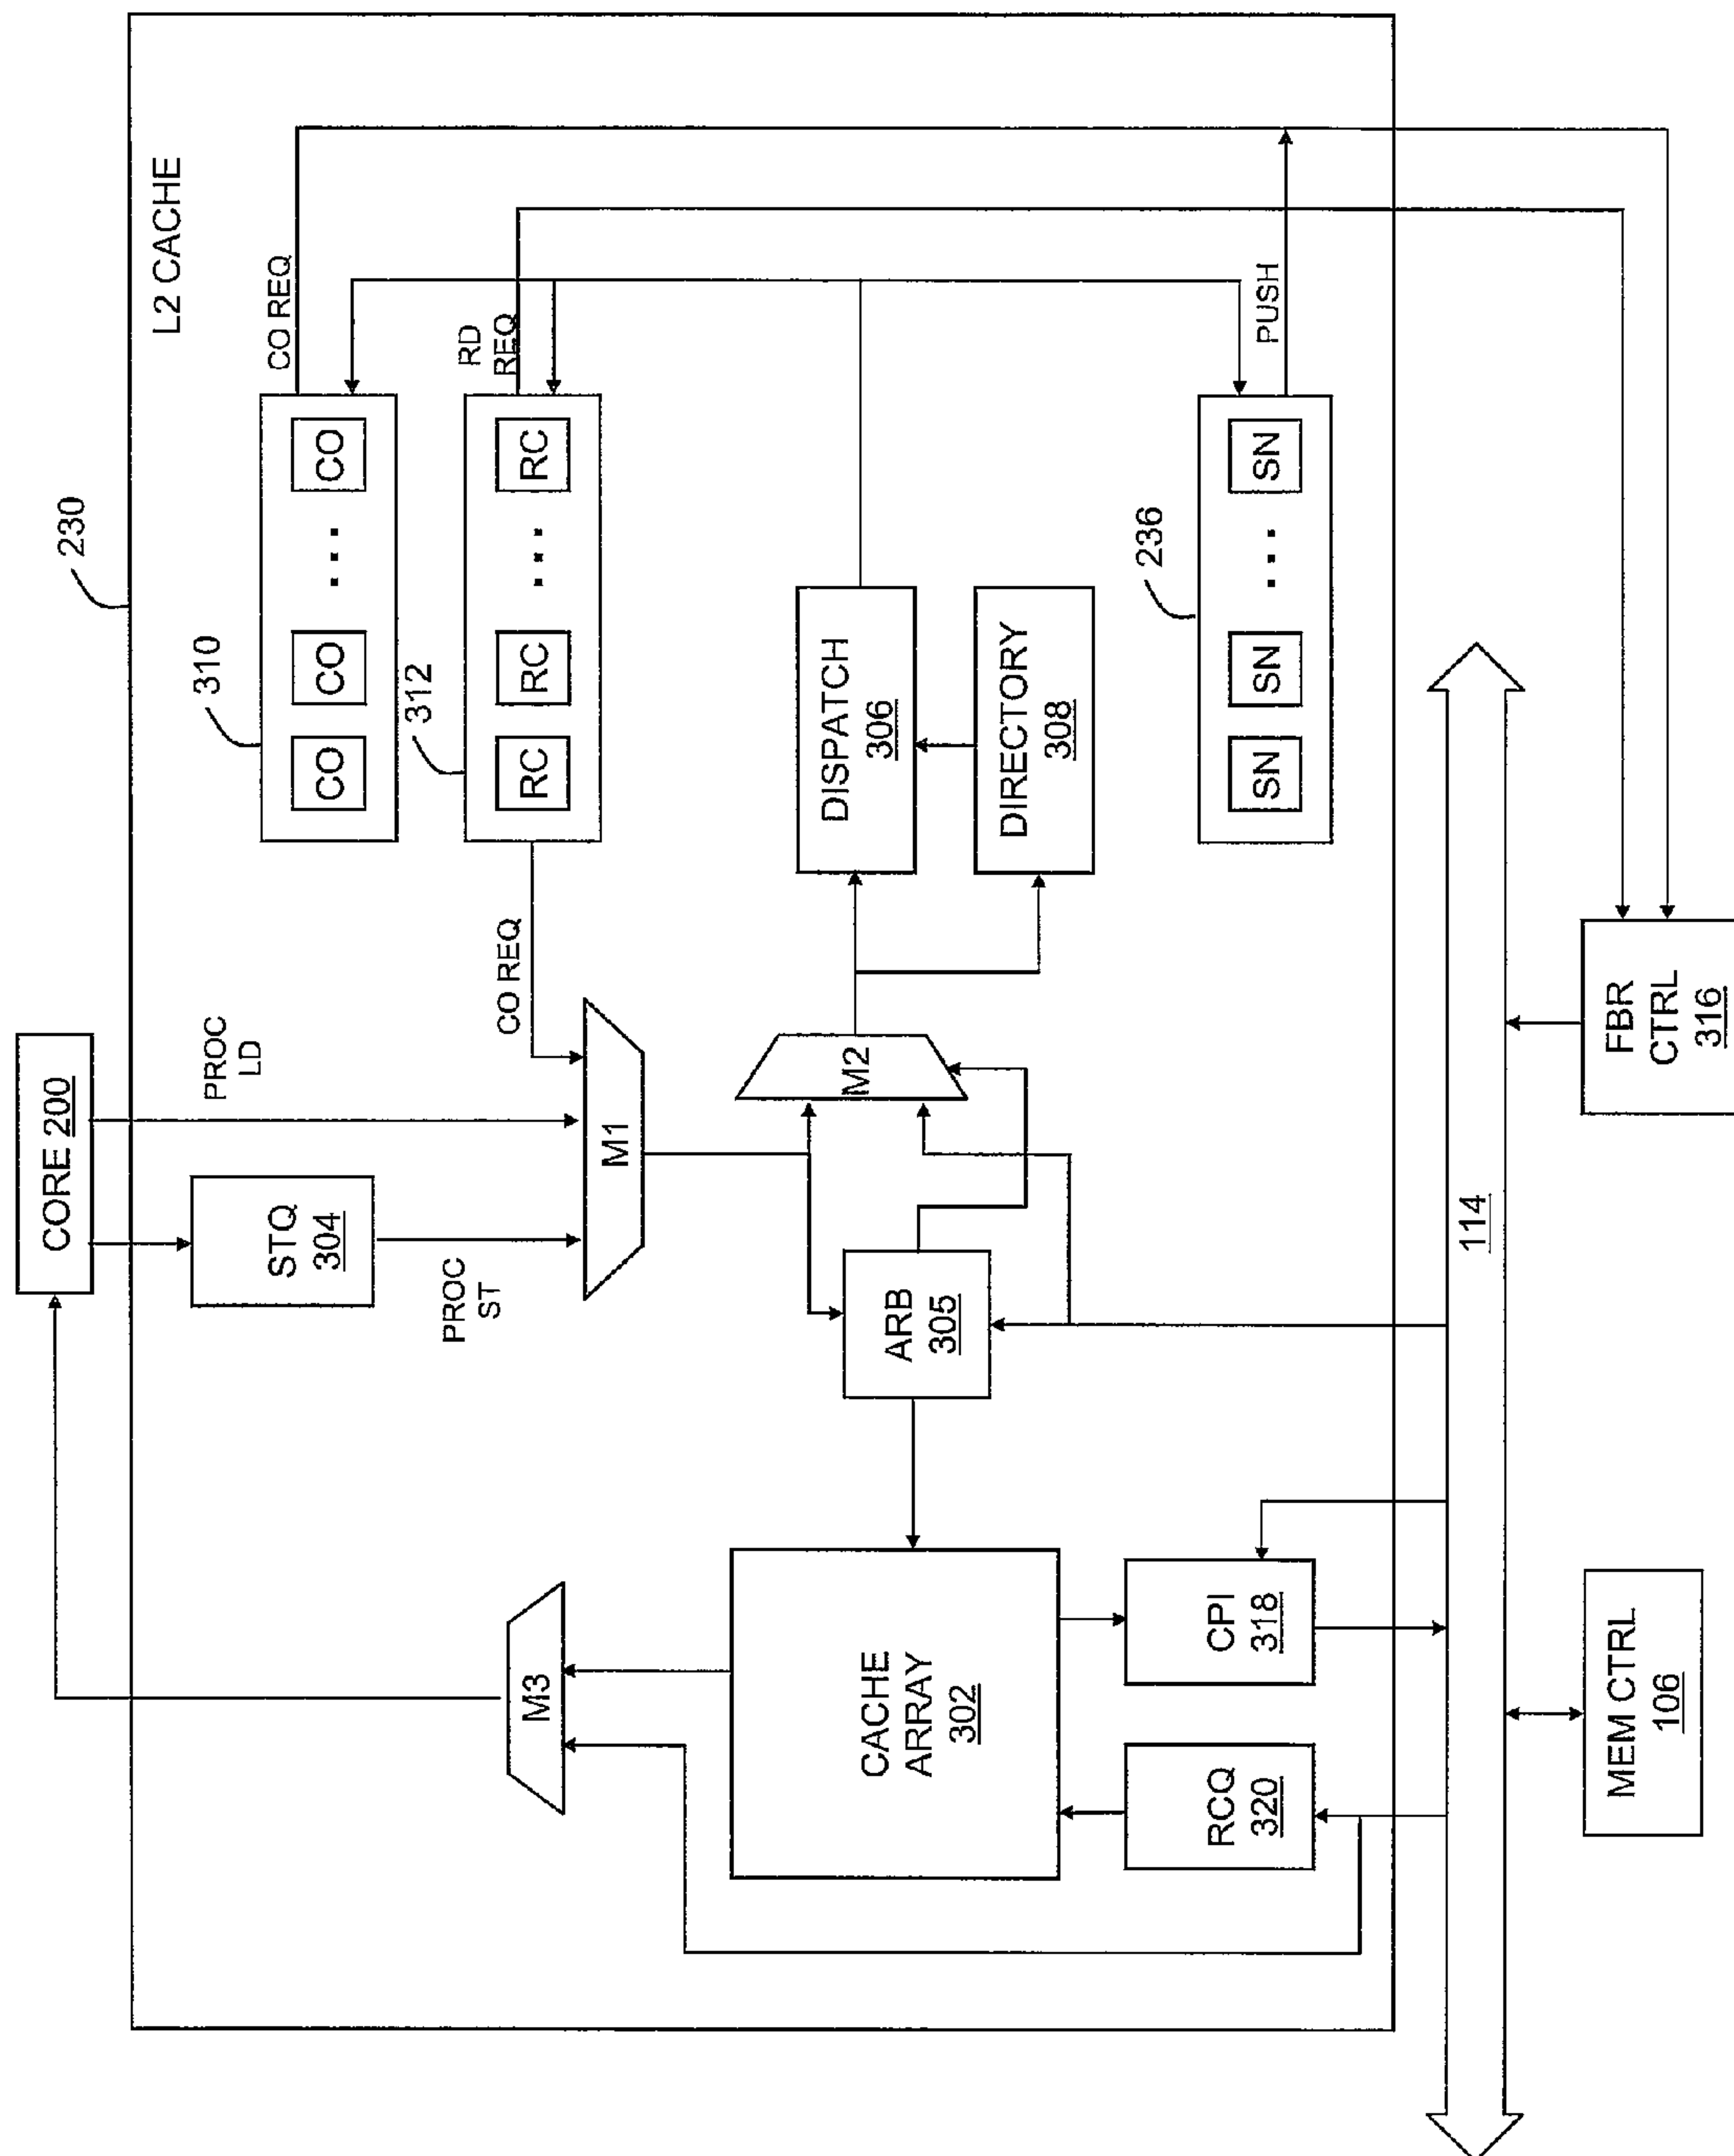 CORE 200
230
L2 CACHE
STQ
304
PROC
LD
PROC
ST
310
CO
CO
...
CO
CO REQ
312
RC
RC
...
RC
RD
REQ
CO REQ
M1
M3
M2
ARB
305
CACHE
ARRAY
302
DISPATCH
306
DIRECTORY
308
236
SN
SN
...
SN
PUSH
RCQ
320
CPI
318
114
MEM CTRL
106
FBR
CTRL
316